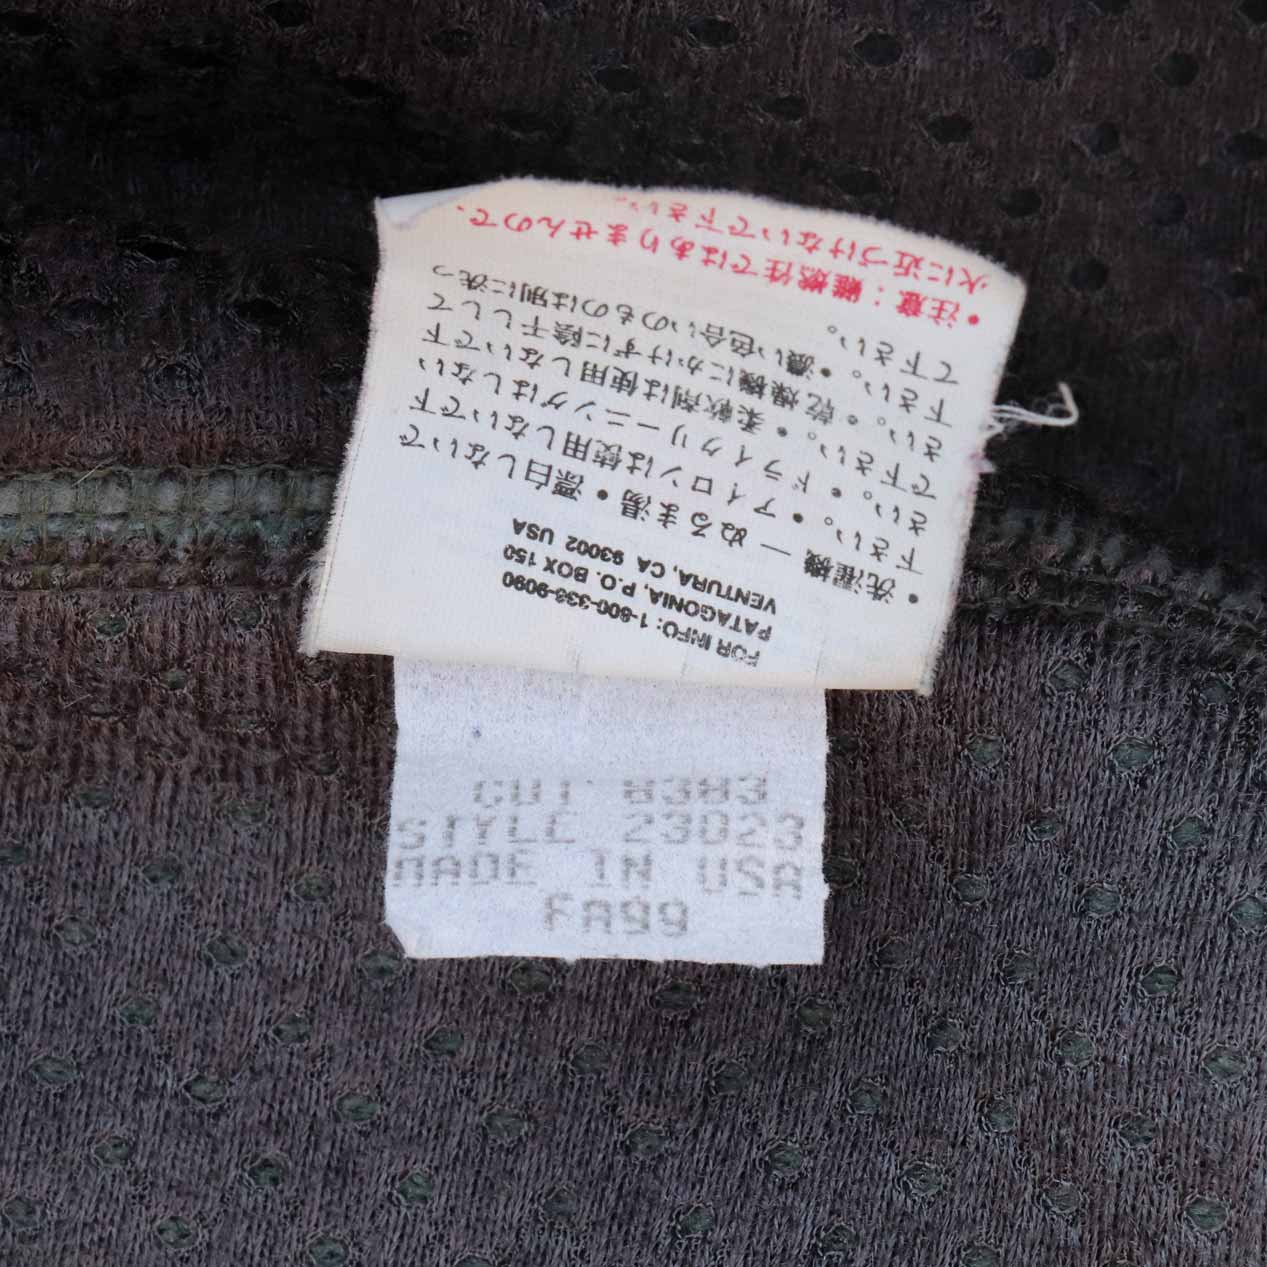 FOR INFO: 1-800-336-9090
PATAGONIA, P.O. BOX 150
VENTURA, CA 93002 USA
•洗濯機—ぬるま湯•漂白しないで
下さい。•アイロンは使用しないで下
さい。•ドライクリーニングはしない
で下さい。•柔軟剤は使用しないで下
さい。•乾燥機にかけずに陰干しして
下さい。•濃い色合いのものは別に洗っ
て下さい。
•注意：難燃性ではありませんので、
火に近づけないで下さい。
CUT 8383
STYLE 23023
MADE IN USA
FA99